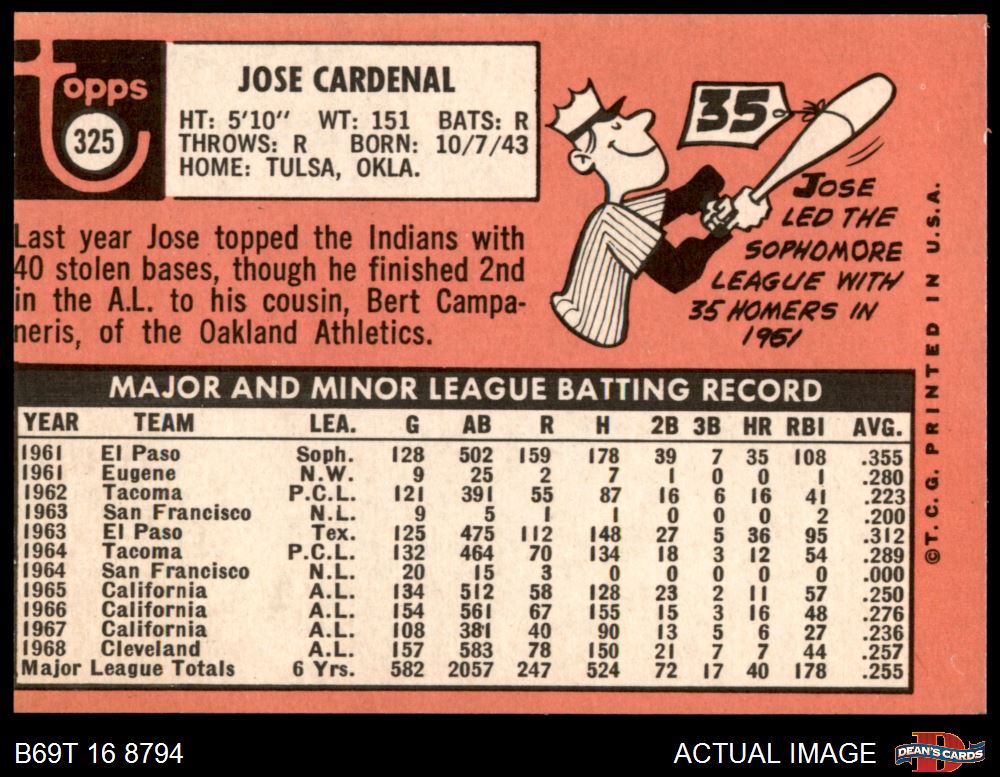 topps
325
JOSE CARDENAL
HT: 5'10" WT: 151 BATS: R
THROWS: R BORN: 10/7/43
HOME: TULSA, OKLA.
Last year Jose topped the Indians with
40 stolen bases, though he finished 2nd
in the A.L. to his cousin, Bert Campa-
neris, of the Oakland Athletics.
35
JOSE
LED THE
SOPHOMORE
LEAGUE WITH
35 HOMERS IN
1961
MAJOR AND MINOR LEAGUE BATTING RECORD
YEAR TEAM LEA. G AB R H 2B 3B HR RBI AVG.
1961 El Paso Soph. 128 502 159 178 39 7 35 108 .355
1961 Eugene N.W. 9 25 2 7 1 0 0 1 .280
1962 Tacoma P.C.L. 121 391 55 87 16 6 16 41 .223
1963 San Francisco N.L. 9 5 1 1 0 0 0 2 .200
1963 El Paso Tex. 125 475 112 148 27 5 36 95 .312
1964 Tacoma P.C.L. 132 464 70 134 18 3 12 54 .289
1964 San Francisco N.L. 20 15 3 0 0 0 0 0 .000
1965 California A.L. 134 512 58 128 23 2 11 57 .250
1966 California A.L. 154 561 67 155 15 3 16 48 .276
1967 California A.L. 108 381 40 90 13 5 6 27 .236
1968 Cleveland A.L. 157 583 78 150 21 7 7 44 .257
Major League Totals 6 Yrs. 582 2057 247 524 72 17 40 178 .255
©T.C.G. PRINTED IN U.S.A.
B69T 16 8794
ACTUAL IMAGE
DEAN'S CARDS